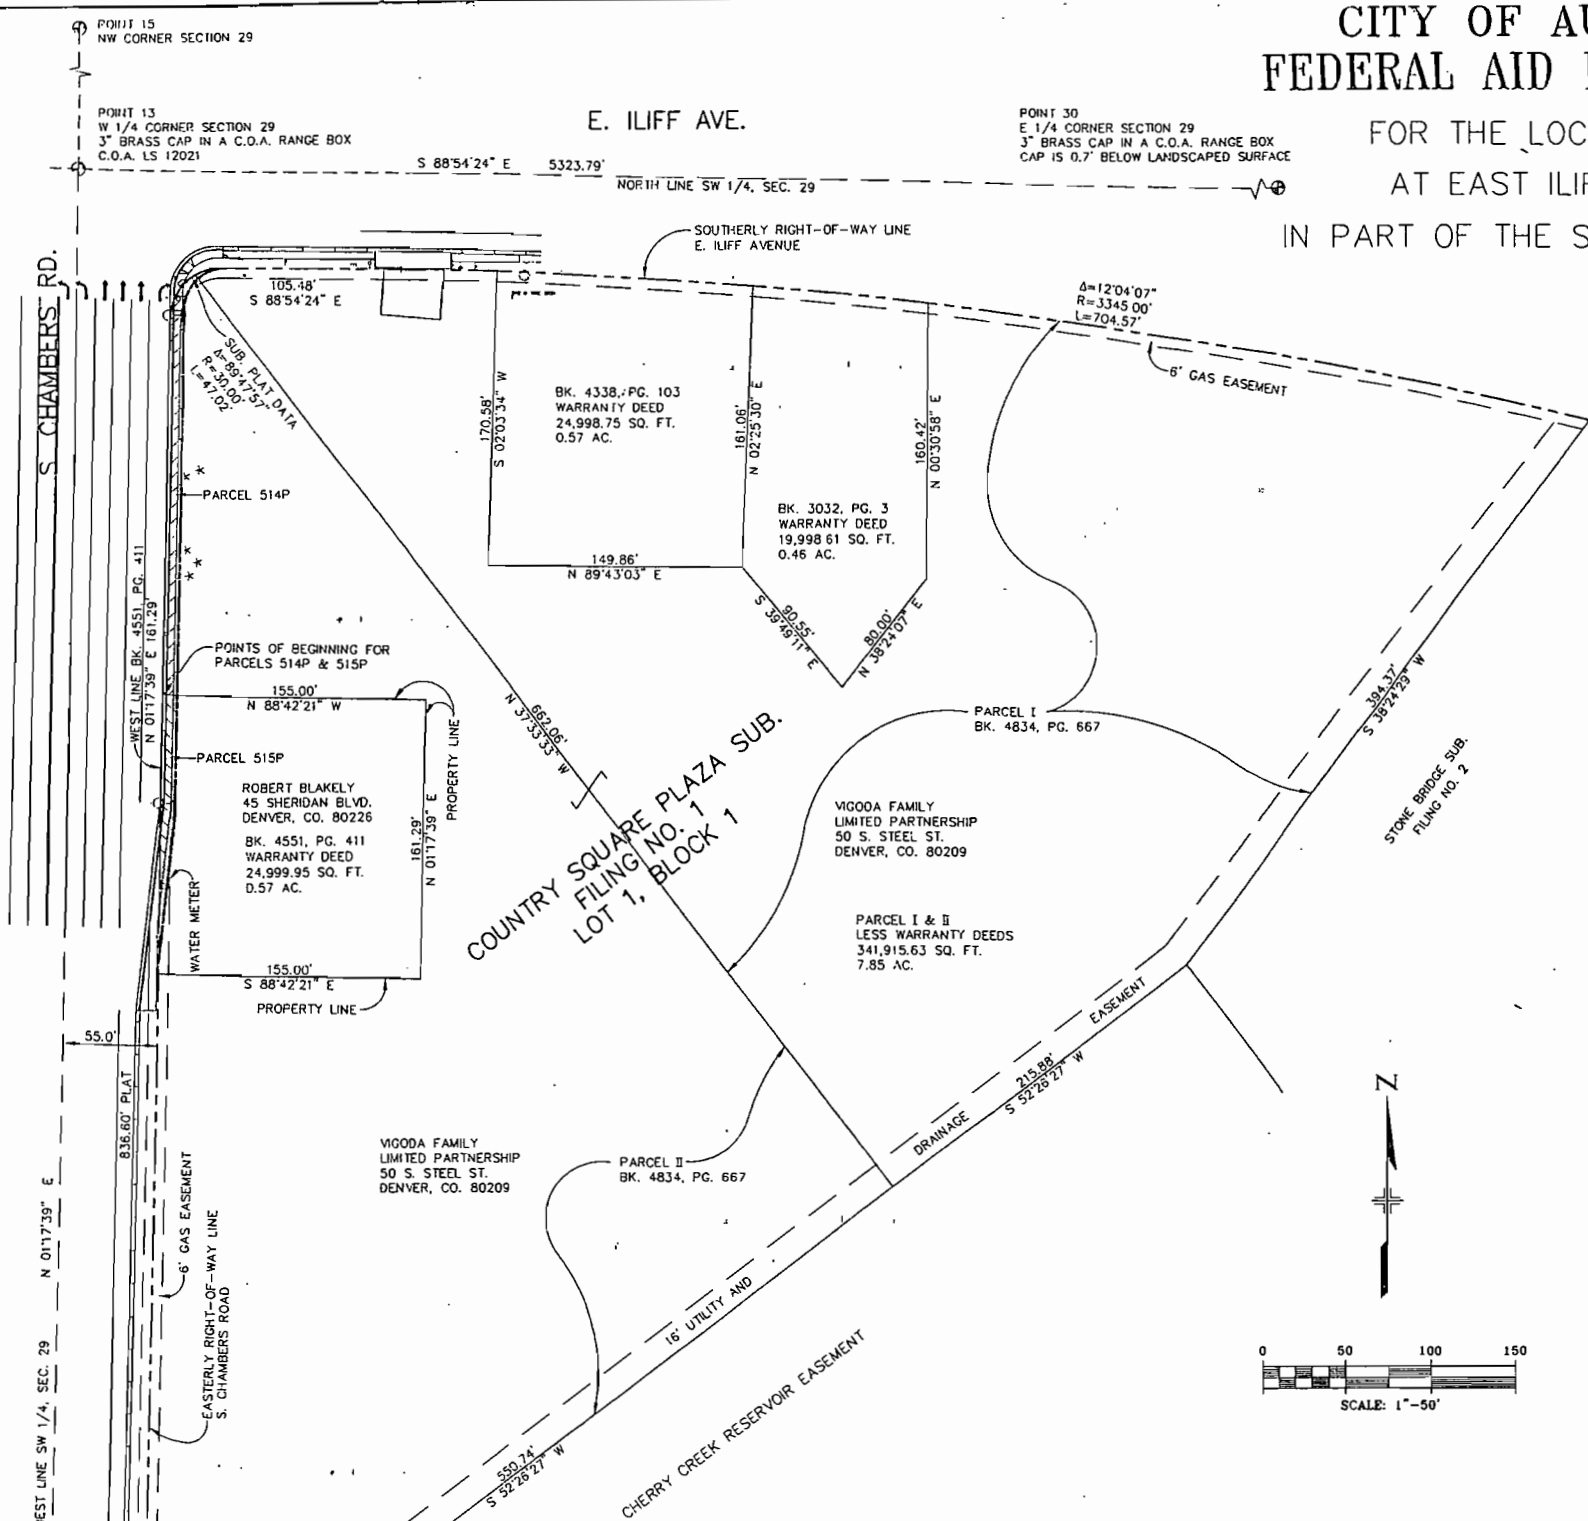 CITY OF AU
FEDERAL AID
FOR THE LOC
AT EAST ILIF
IN PART OF THE S
POINT 15
NW CORNER SECTION 29
POINT 13
W 1/4 CORNER SECTION 29
3" BRASS CAP IN A C.O.A. RANGE BOX
C.O.A. LS 12021
E. ILIFF AVE.
POINT 30
E 1/4 CORNER SECTION 29
3" BRASS CAP IN A C.O.A. RANGE BOX
CAP IS 0.7' BELOW LANDSCAPED SURFACE
S 88°54'24" E 5323.79'
NORTH LINE SW 1/4, SEC. 29
SOUTHERLY RIGHT-OF-WAY LINE
E. ILIFF AVENUE
S CHAMBERS RD.
105.48'
S 88°54'24" E
Δ=12°04'07"
R=3345.00'
L=704.57'
6' GAS EASEMENT
SUB. PLAT DATA
Δ=89°47'57"
R=30.00'
L=47.02'
170.58'
S 02°03'34" W
BK. 4338, PG. 103
WARRANTY DEED
24,998.75 SQ. FT.
0.57 AC.
161.06'
N 02°25'30" E
160.42'
N 00°30'58" E
PARCEL 514P
BK. 3032, PG. 3
WARRANTY DEED
19,998.61 SQ. FT.
0.46 AC.
149.86'
N 89°43'03" E
90.55'
S 39°49'11" E
80.00'
N 38°24'07" E
WEST LINE BK. 4551, PG. 411
N 01°17'39" E 161.29'
POINTS OF BEGINNING FOR
PARCELS 514P & 515P
155.00'
N 88°42'21" W
PROPERTY LINE
662.06'
N 37°33'33" W
394.37'
S 38°24'29" W
PARCEL I
BK. 4834, PG. 667
PARCEL 515P
ROBERT BLAKELY
45 SHERIDAN BLVD.
DENVER, CO. 80226
BK. 4551, PG. 411
WARRANTY DEED
24,999.95 SQ. FT.
0.57 AC.
161.29'
N 01°17'39" E
COUNTRY SQUARE PLAZA SUB.
FILING NO. 1
LOT 1, BLOCK 1
VIGODA FAMILY
LIMITED PARTNERSHIP
50 S. STEEL ST.
DENVER, CO. 80209
STONE BRIDGE SUB.
FILING NO. 2
WATER METER
PARCEL I & II
LESS WARRANTY DEEDS
341,915.63 SQ. FT.
7.85 AC.
155.00'
S 88°42'21" E
PROPERTY LINE
55.0'
836.60' PLAT
16' UTILITY AND DRAINAGE EASEMENT
215.88'
S 52°26'27" W
N
VIGODA FAMILY
LIMITED PARTNERSHIP
50 S. STEEL ST.
DENVER, CO. 80209
PARCEL II
BK. 4834, PG. 667
6' GAS EASEMENT
EASTERLY RIGHT-OF-WAY LINE
S. CHAMBERS ROAD
EST LINE SW 1/4, SEC. 29 N 01°17'39" E
550.74'
S 52°26'27" W
CHERRY CREEK RESERVOIR EASEMENT
0 50 100 150
SCALE: 1"-50'